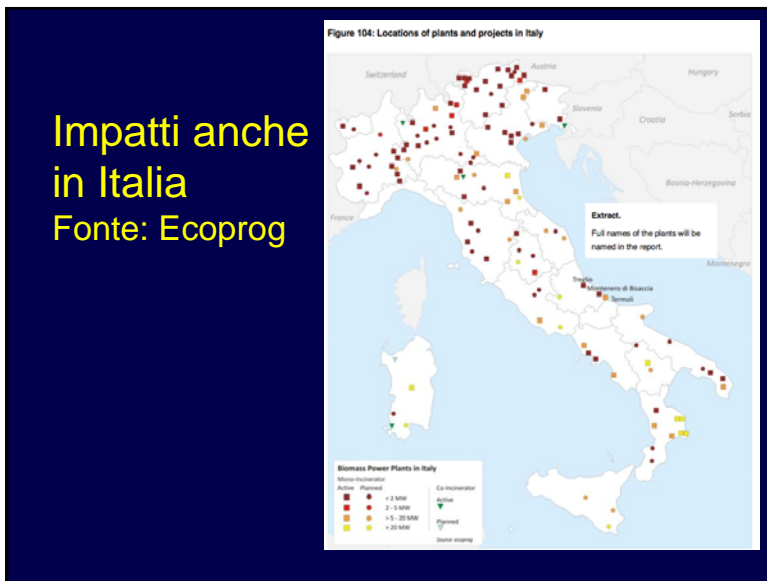 Impatti anche
in Italia
Fonte: Ecoprog
Figure 104: Locations of plants and projects in Italy
Switzerland
Austria
Hungary
Slovenia
Croatia
Serbia
Bosnia-Herzegovina
France
Montenegro
Extract.
Full names of the plants will be
named in the report.
Treglio
Montenero di Bisaccia
Termoli
Biomass Power Plants in Italy
Mono-Incinerator
Active Planned
< 2 MW
2 - 5 MW
> 5 - 20 MW
> 20 MW
Co-Incinerator
Active
Planned
Source: ecoprog